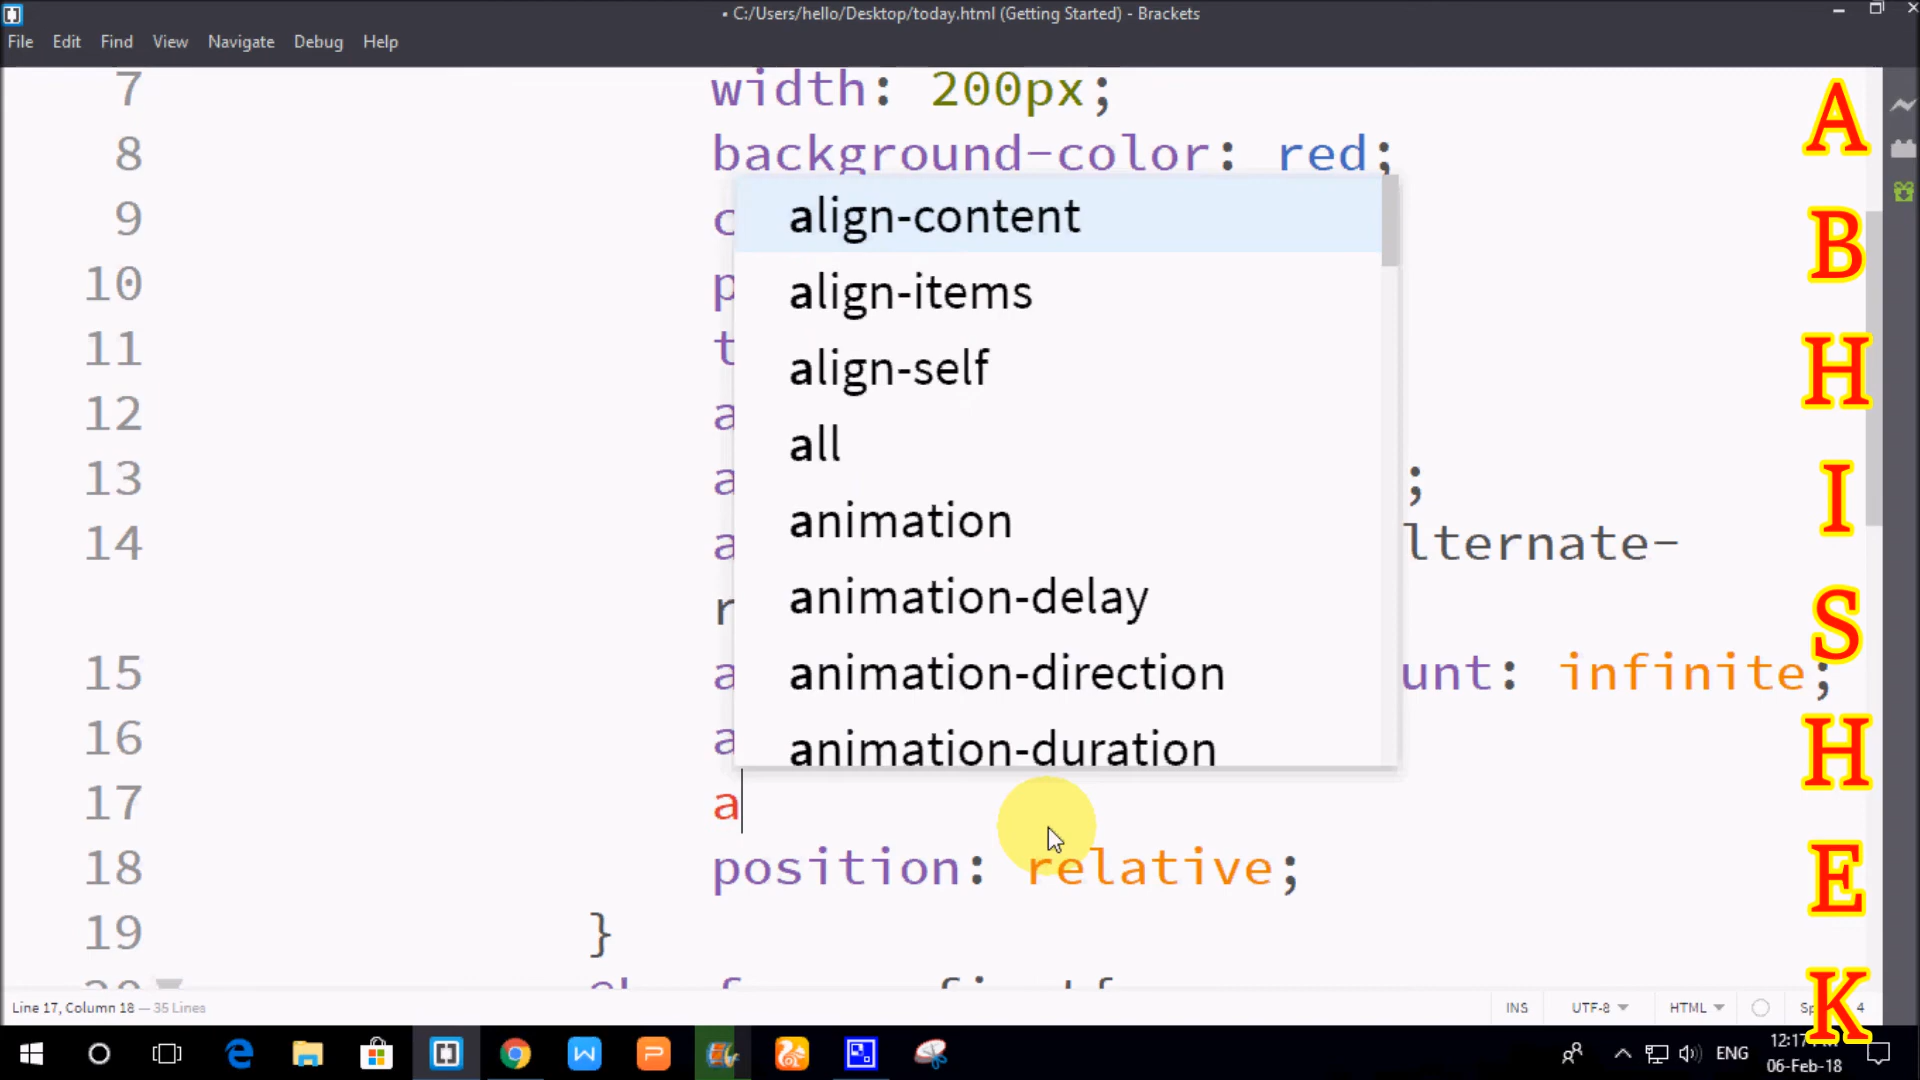 • C:/Users/hello/Desktop/today.html (Getting Started) - Brackets
File Edit Find View Navigate Debug Help
7 width: 200px;
8 background-color: red;
9 c
10 p
11 t
12 a
13 a ;
14 a lternate-
r
15 a unt: infinite;
16 a
17 a
18 position: relative;
19 }
align-content
align-items
align-self
all
animation
animation-delay
animation-direction
animation-duration
A
B
H
I
S
H
E
K
Line 17, Column 18 — 35 Lines
INS UTF-8 HTML 4
ENG
12:17
06-Feb-18